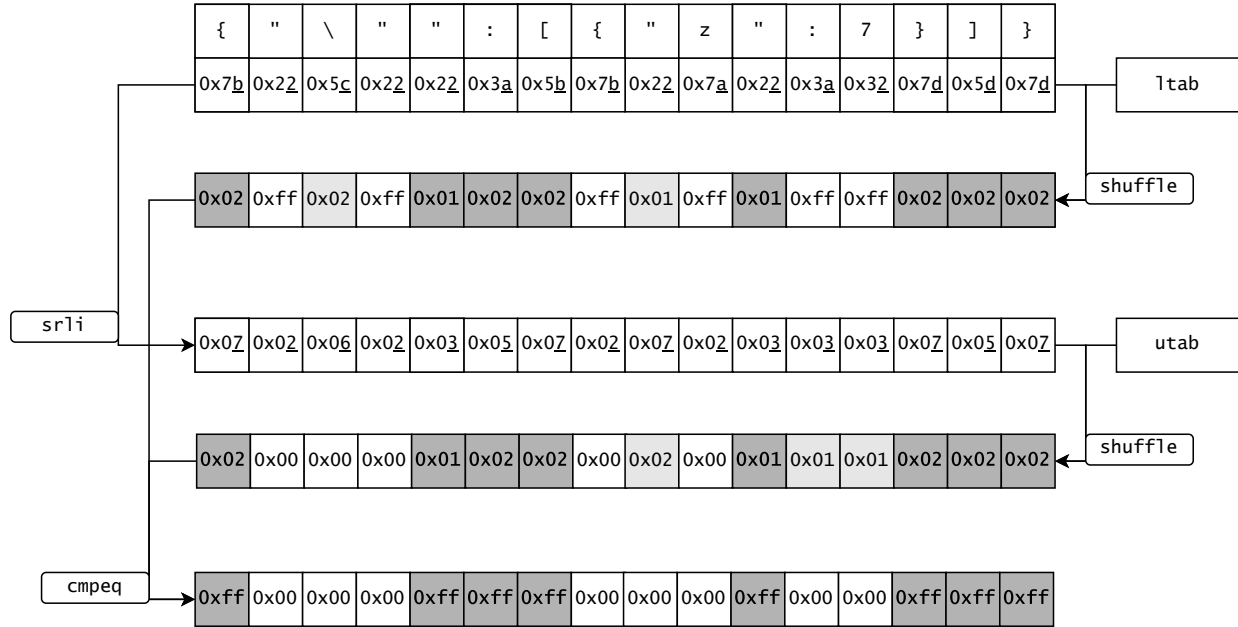 { " \ " " : [ { " z " : 7 } ] }
0x7b 0x22 0x5c 0x22 0x22 0x3a 0x5b 0x7b 0x22 0x7a 0x22 0x3a 0x32 0x7d 0x5d 0x7d
ltab
0x02 0xff 0x02 0xff 0x01 0x02 0x02 0xff 0x01 0xff 0x01 0xff 0xff 0x02 0x02 0x02
shuffle
srli
0x07 0x02 0x06 0x02 0x03 0x05 0x07 0x02 0x07 0x02 0x03 0x03 0x03 0x07 0x05 0x07
utab
0x02 0x00 0x00 0x00 0x01 0x02 0x02 0x00 0x02 0x00 0x01 0x01 0x01 0x02 0x02 0x02
shuffle
cmpeq
0xff 0x00 0x00 0x00 0xff 0xff 0xff 0x00 0x00 0x00 0xff 0x00 0x00 0xff 0xff 0xff